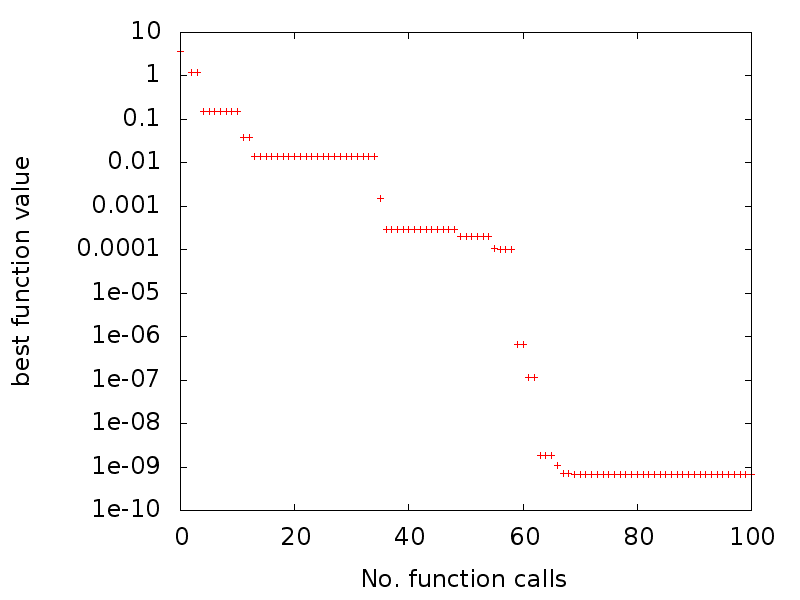 10
1
0.1
0.01
0.001
0.0001
1e-05
1e-06
1e-07
1e-08
1e-09
1e-10
best function value
0 20 40 60 80 100
No. function calls